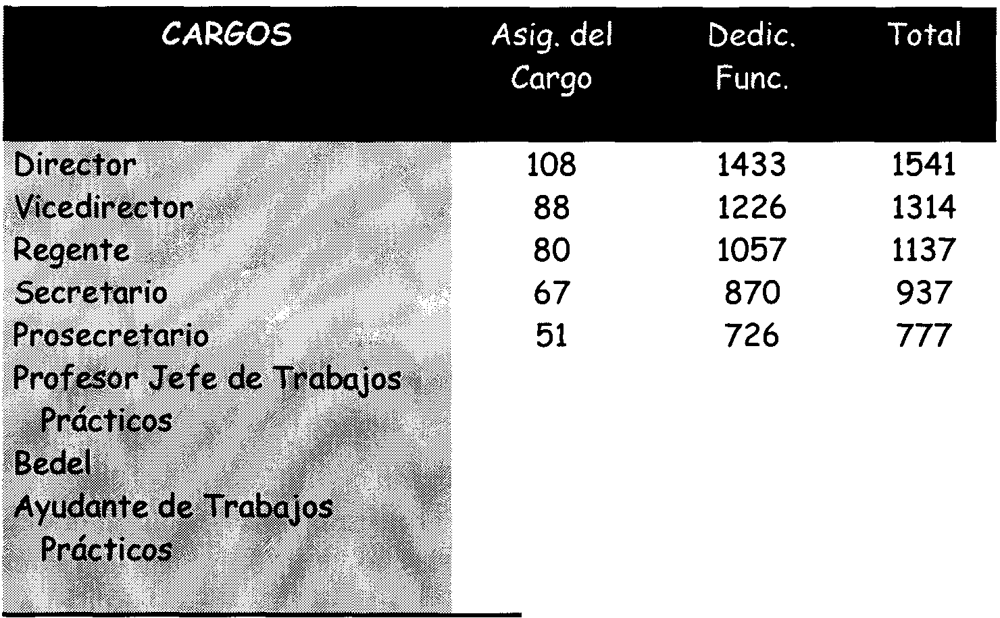 CARGOS Asig. del Dedic. Total
Cargo Func.
Director 108 1433 1541
Vicedirector 88 1226 1314
Regente 80 1057 1137
Secretario 67 870 937
Prosecretario 51 726 777
Profesor Jefe de Trabajos
Prácticos
Bedel
Ayudante de Trabajos
Prácticos